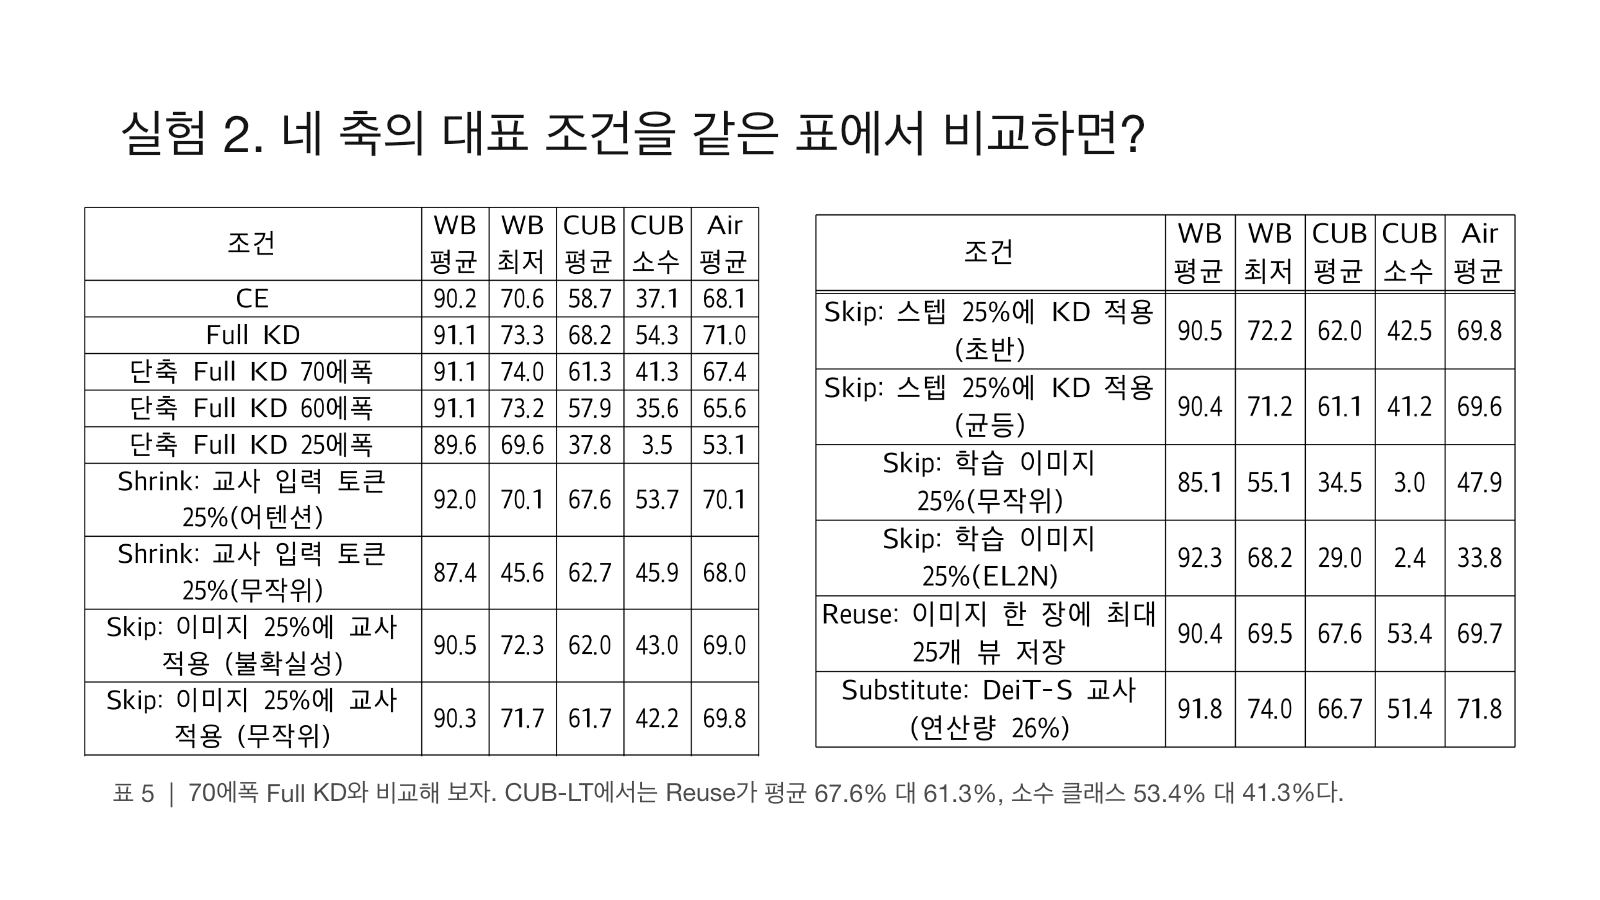 실험 2. 네 축의 대표 조건을 같은 표에서 비교하면?
조건 WB 평균 WB 최저 CUB 평균 CUB 소수 Air 평균
CE 90.2 70.6 58.7 37.1 68.1
Full KD 91.1 73.3 68.2 54.3 71.0
단축 Full KD 70에폭 91.1 74.0 61.3 41.3 67.4
단축 Full KD 60에폭 91.1 73.2 57.9 35.6 65.6
단축 Full KD 25에폭 89.6 69.6 37.8 3.5 53.1
Shrink: 교사 입력 토큰
25%(어텐션) 92.0 70.1 67.6 53.7 70.1
Shrink: 교사 입력 토큰
25%(무작위) 87.4 45.6 62.7 45.9 68.0
Skip: 이미지 25%에 교사
적용 (불확실성) 90.5 72.3 62.0 43.0 69.0
Skip: 이미지 25%에 교사
적용 (무작위) 90.3 71.7 61.7 42.2 69.8
조건 WB 평균 WB 최저 CUB 평균 CUB 소수 Air 평균
Skip: 스텝 25%에 KD 적용
(초반) 90.5 72.2 62.0 42.5 69.8
Skip: 스텝 25%에 KD 적용
(균등) 90.4 71.2 61.1 41.2 69.6
Skip: 학습 이미지
25%(무작위) 85.1 55.1 34.5 3.0 47.9
Skip: 학습 이미지
25%(EL2N) 92.3 68.2 29.0 2.4 33.8
Reuse: 이미지 한 장에 최대
25개 뷰 저장 90.4 69.5 67.6 53.4 69.7
Substitute: DeiT-S 교사
(연산량 26%) 91.8 74.0 66.7 51.4 71.8
표 5 | 70에폭 Full KD와 비교해 보자. CUB-LT에서는 Reuse가 평균 67.6% 대 61.3%, 소수 클래스 53.4% 대 41.3%다.